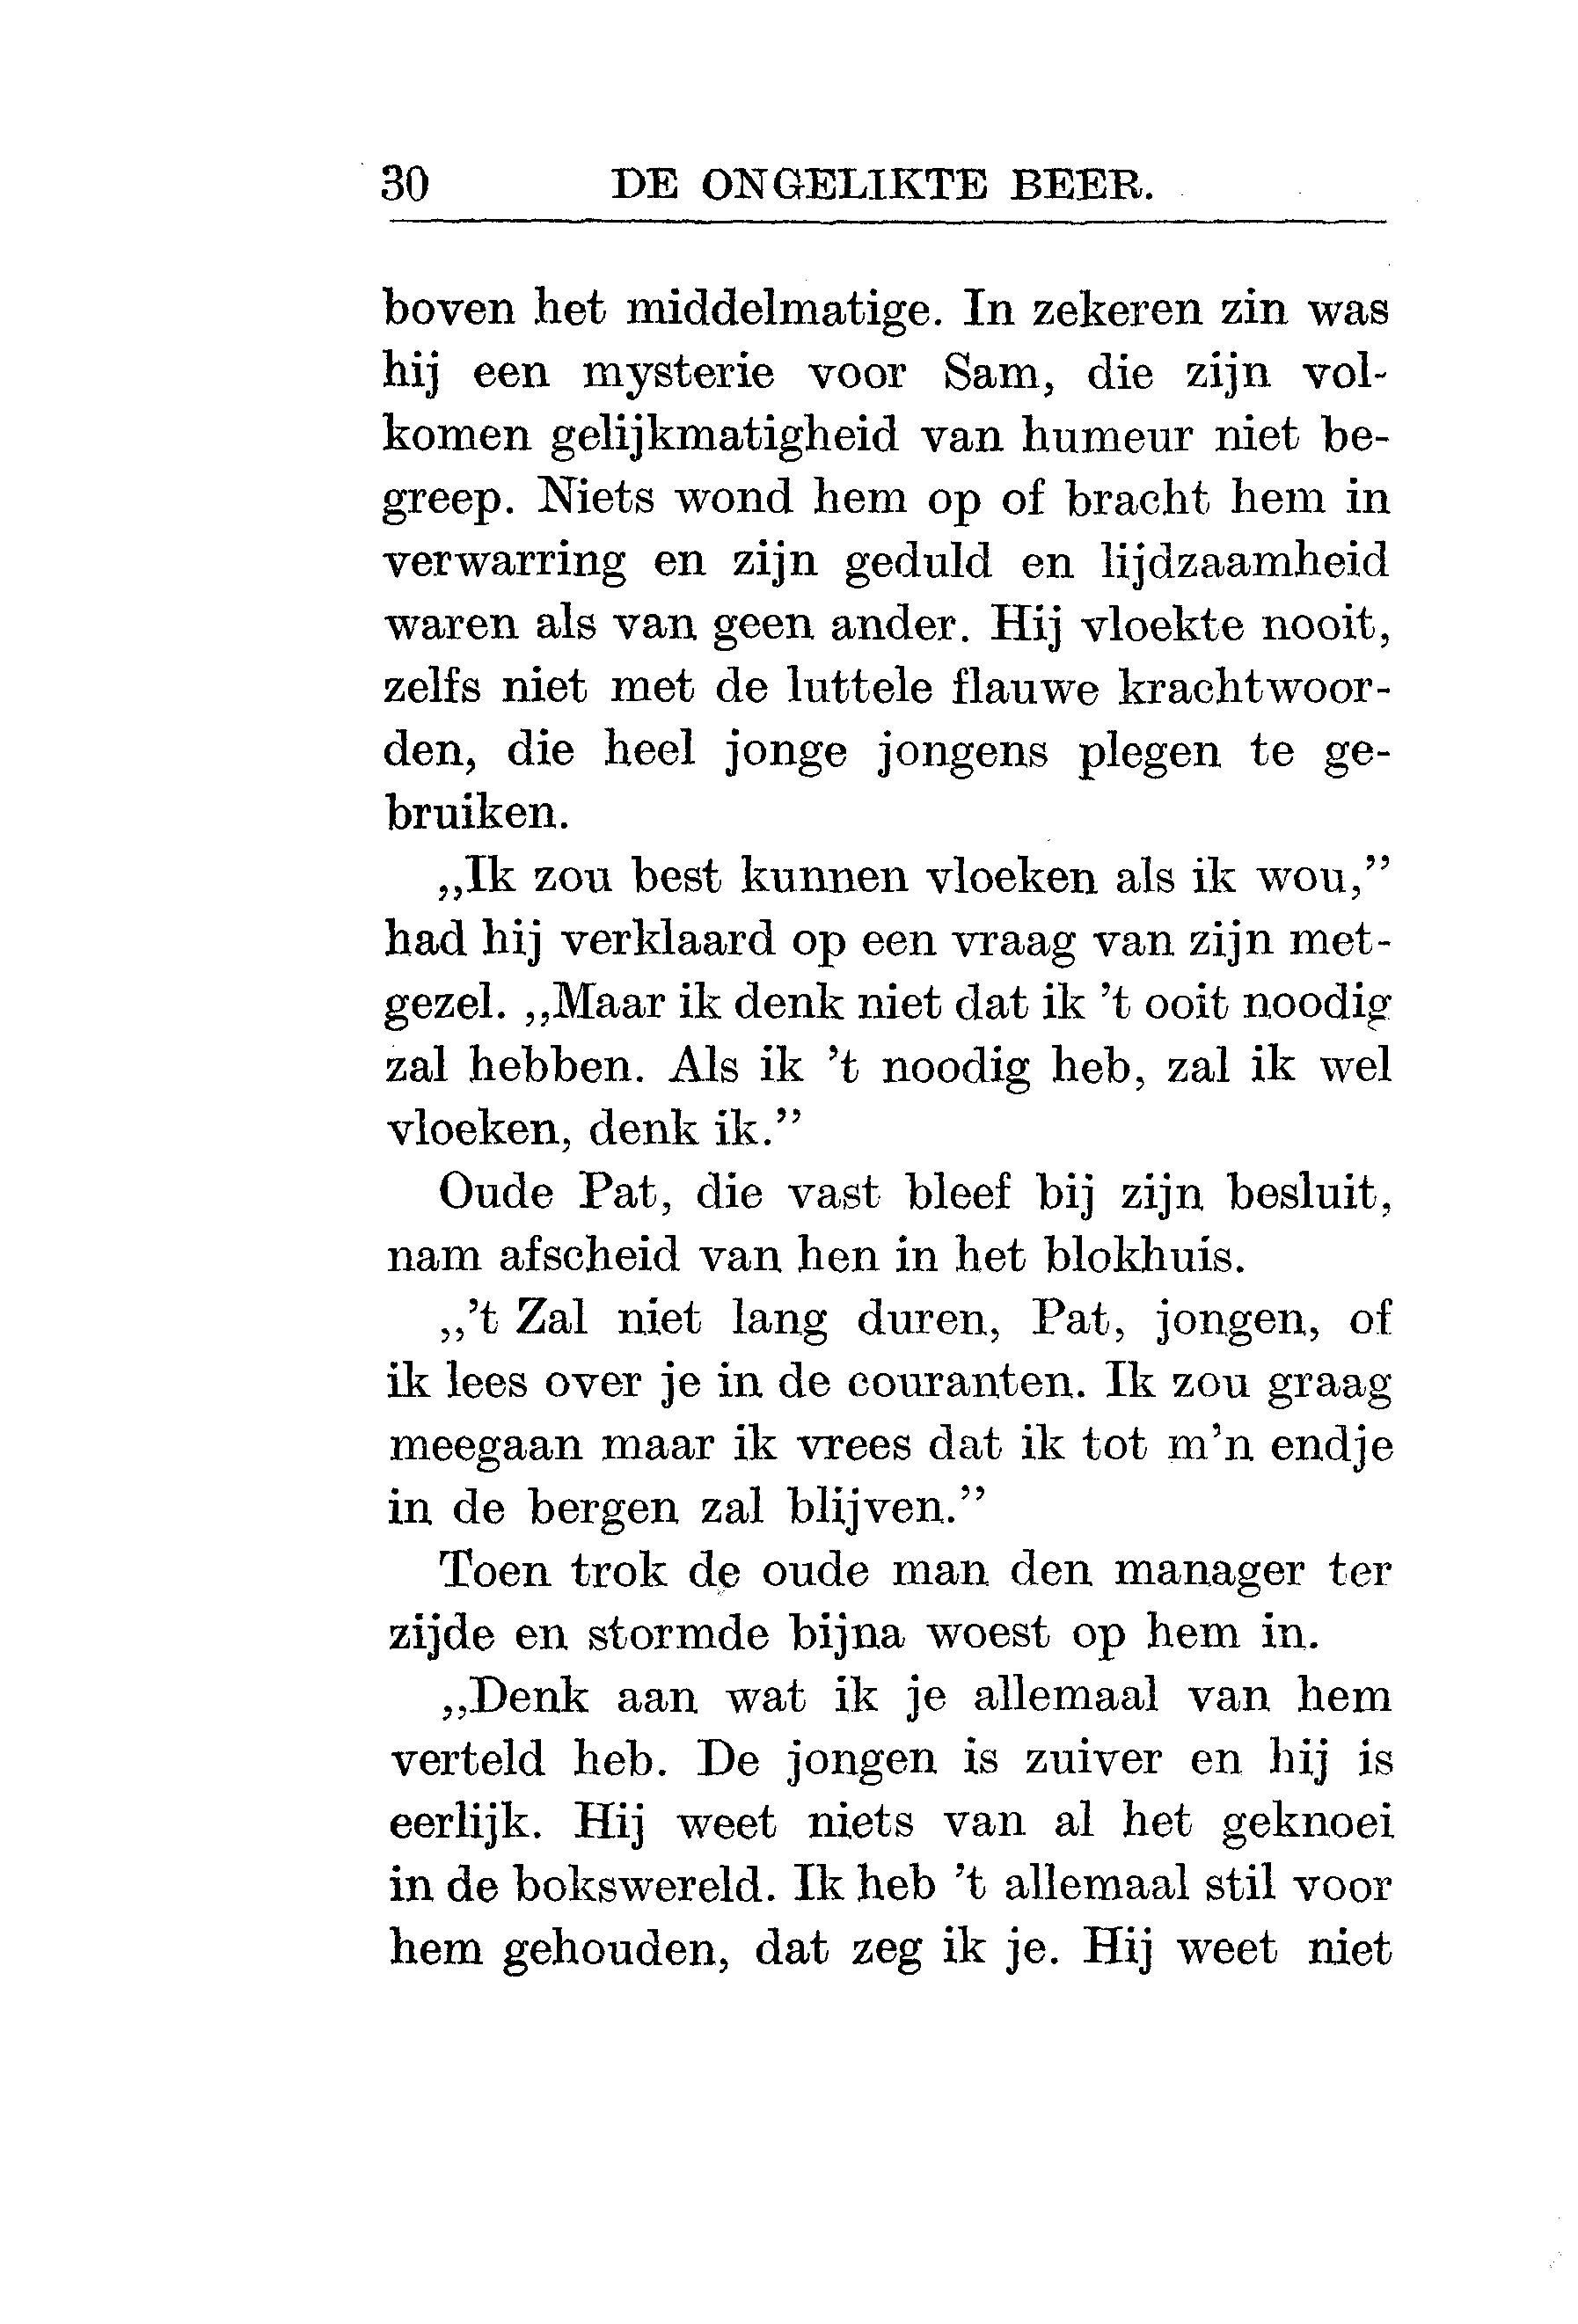 30 DE ONGELIKTE BEER.
boven het middelmatige. In zekeren zin was
hij een mysterie voor Sam, die zijn vol-
komen gelijkmatigheid van humeur niet be-
greep. Niets wond hem op of bracht hem in
verwarring en zijn geduld en lijdzaamheid
waren als van geen ander. Hij vloekte nooit,
zelfs niet met de luttele flauwe krachtwoor-
den, die heel jonge jongens plegen te ge-
bruiken.
„Ik zou best kunnen vloeken als ik wou,”
had hij verklaard op een vraag van zijn met-
gezel. „Maar ik denk niet dat ik ’t ooit noodig
zal hebben. Als ik ’t noodig heb, zal ik wel
vloeken, denk ik.”
Oude Pat, die vast bleef bij zijn besluit,
nam afscheid van hen in het blokhuis.
„’t Zal niet lang duren, Pat, jongen, of
ik lees over je in de couranten. Ik zou graag
meegaan maar ik vrees dat ik tot m’n endje
in de bergen zal blijven.”
Toen trok de oude man den manager ter
zijde en stormde bijna woest op hem in.
„Denk aan wat ik je allemaal van hem
verteld heb. De jongen is zuiver en hij is
eerlijk. Hij weet niets van al het geknoei
in de bokswereld. Ik heb ’t allemaal stil voor
hem gehouden, dat zeg ik je. Hij weet niet